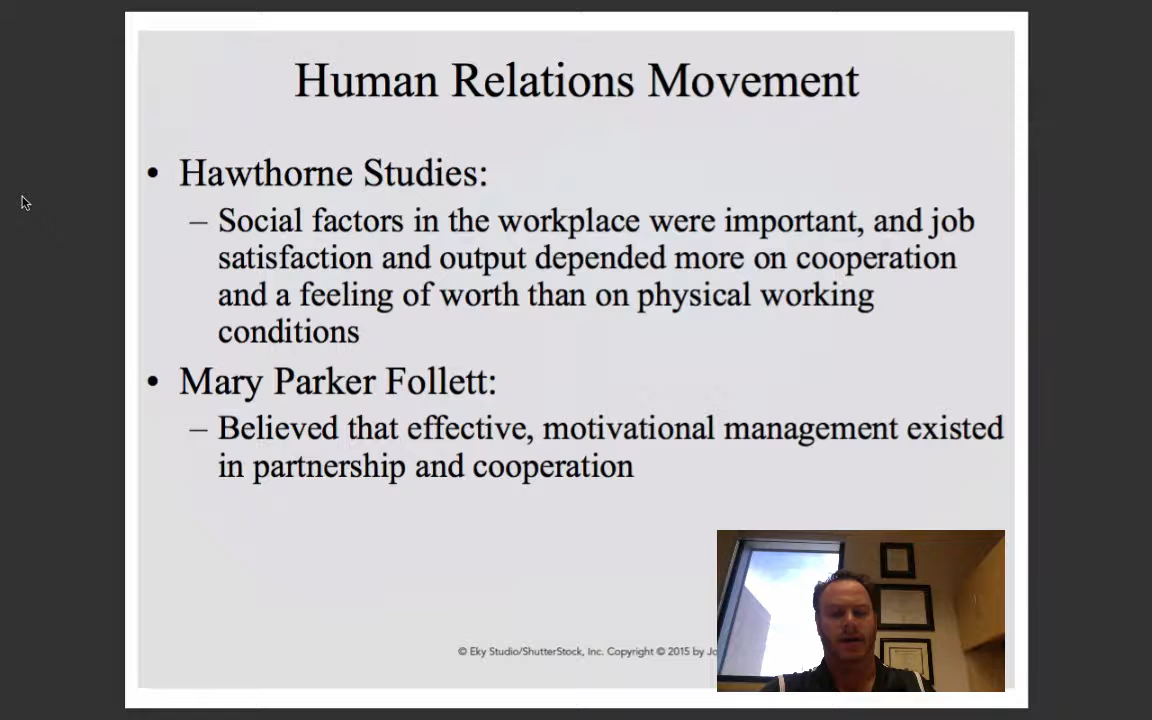 Human Relations Movement
• Hawthorne Studies:
– Social factors in the workplace were important, and job
satisfaction and output depended more on cooperation
and a feeling of worth than on physical working
conditions
• Mary Parker Follett:
– Believed that effective, motivational management existed
in partnership and cooperation
© Eky Studio/ShutterStock, Inc. Copyright © 2015 by